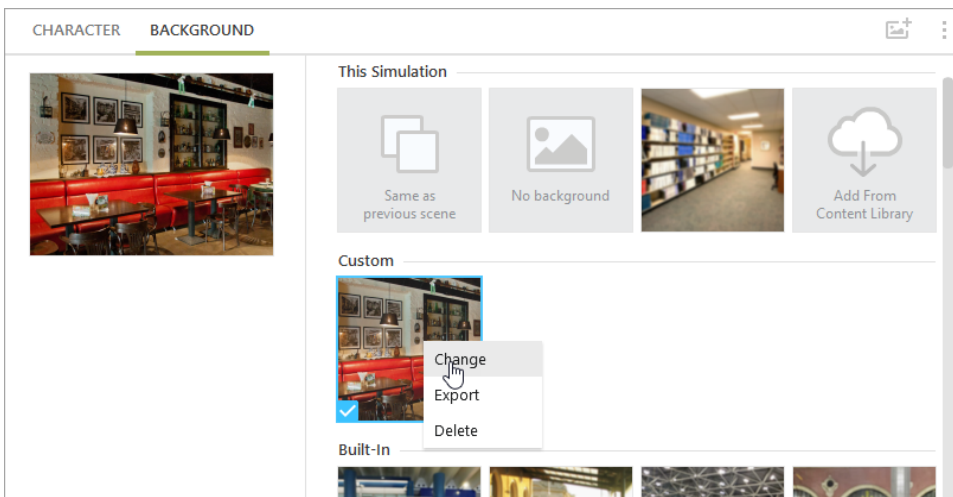 CHARACTER BACKGROUND
This Simulation
Same as
previous scene
No background
Add From
Content Library
Custom
Change
Export
Delete
Built-In